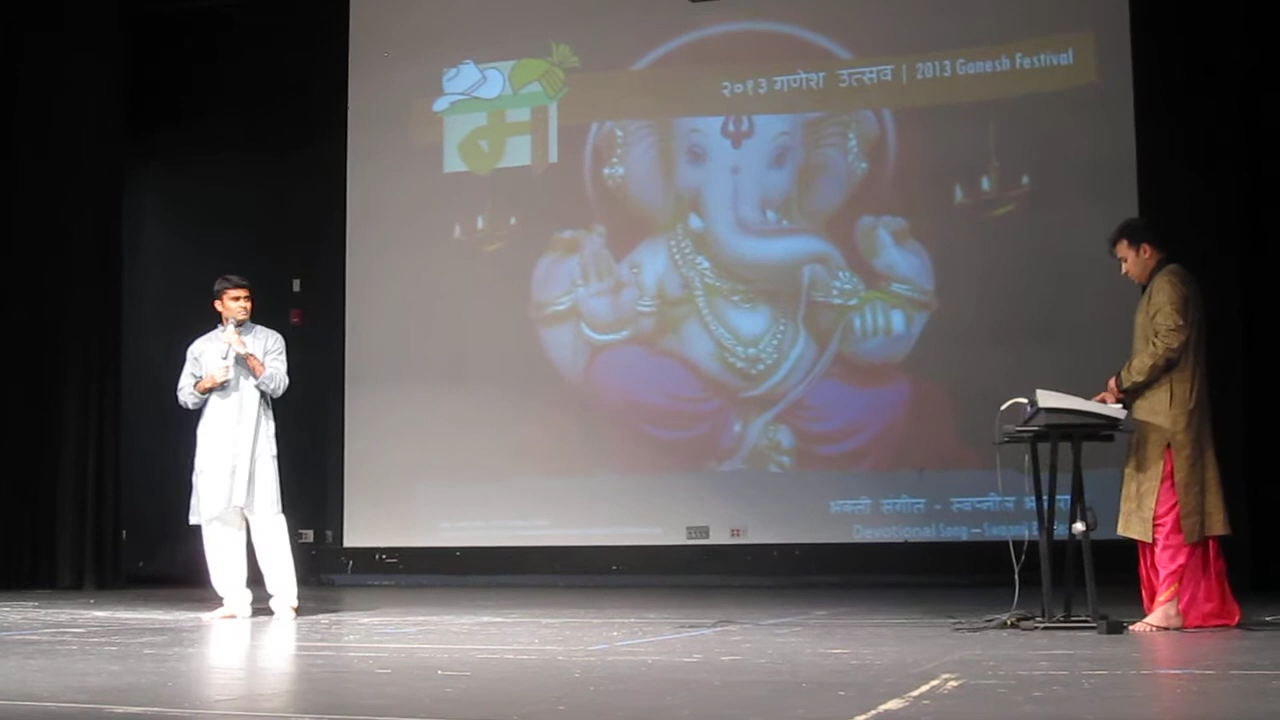 २०१३ गणेश उत्सव | 2013 Ganesh Festival
म
भक्ती संगीत - स्वप्नील
Devotional Song – Swapnil